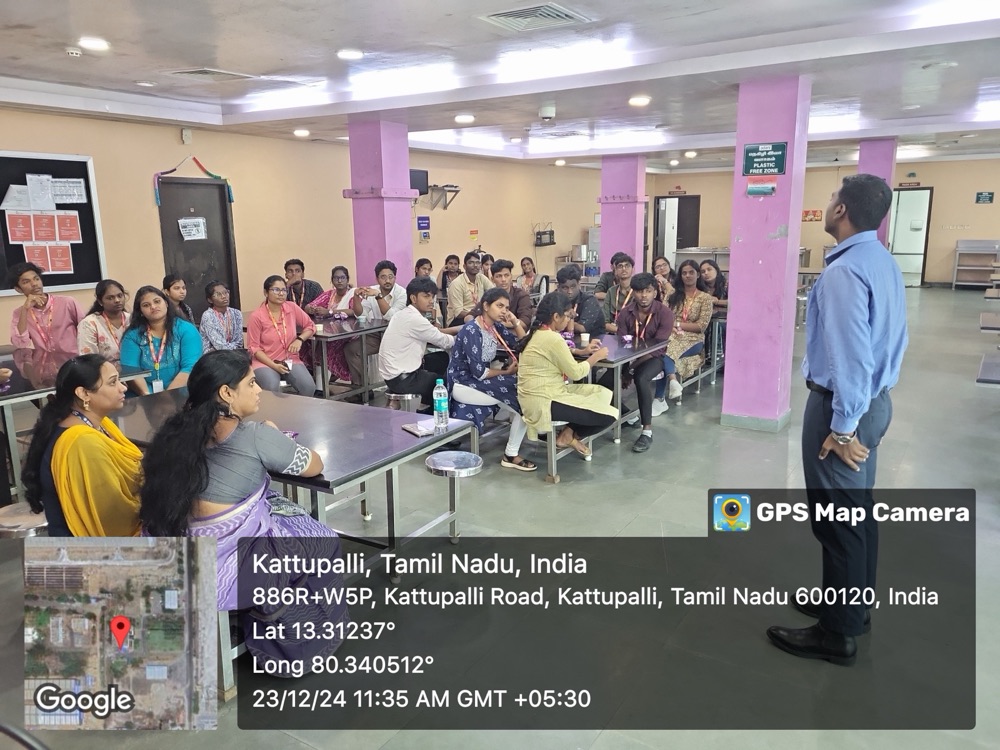 PLASTIC
FREE ZONE
GPS Map Camera
Kattupalli, Tamil Nadu, India
886R+W5P, Kattupalli Road, Kattupalli, Tamil Nadu 600120, India
Lat 13.31237°
Long 80.340512°
23/12/24 11:35 AM GMT +05:30
Google